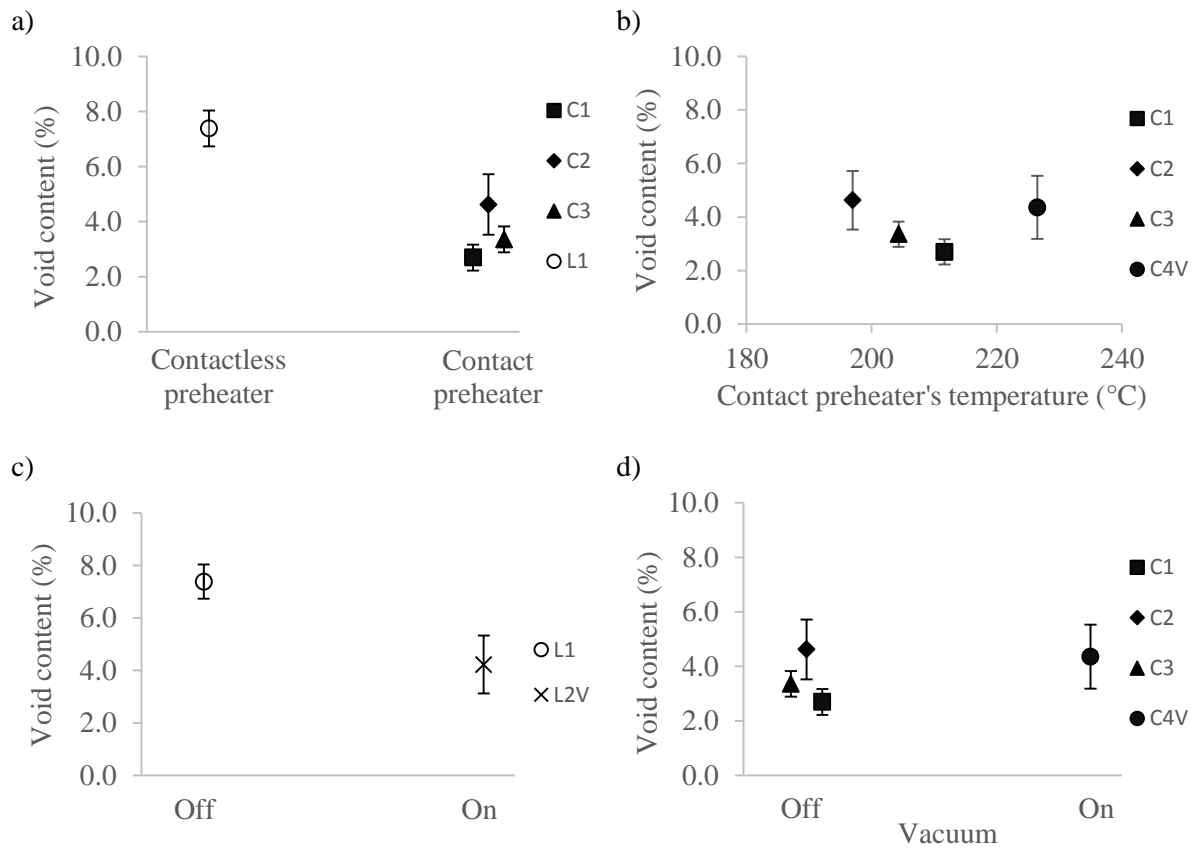 a)
10.0
8.0
6.0
4.0
2.0
0.0
Void content (%)
Contactless
preheater
Contact
preheater
C1
C2
C3
L1
b)
10.0
8.0
6.0
4.0
2.0
0.0
Void content (%)
180
200
220
240
Contact preheater's temperature (°C)
C1
C2
C3
C4V
c)
10.0
8.0
6.0
4.0
2.0
0.0
Void content (%)
Off
On
L1
L2V
d)
10.0
8.0
6.0
4.0
2.0
0.0
Void content (%)
Off
On
Vacuum
C1
C2
C3
C4V